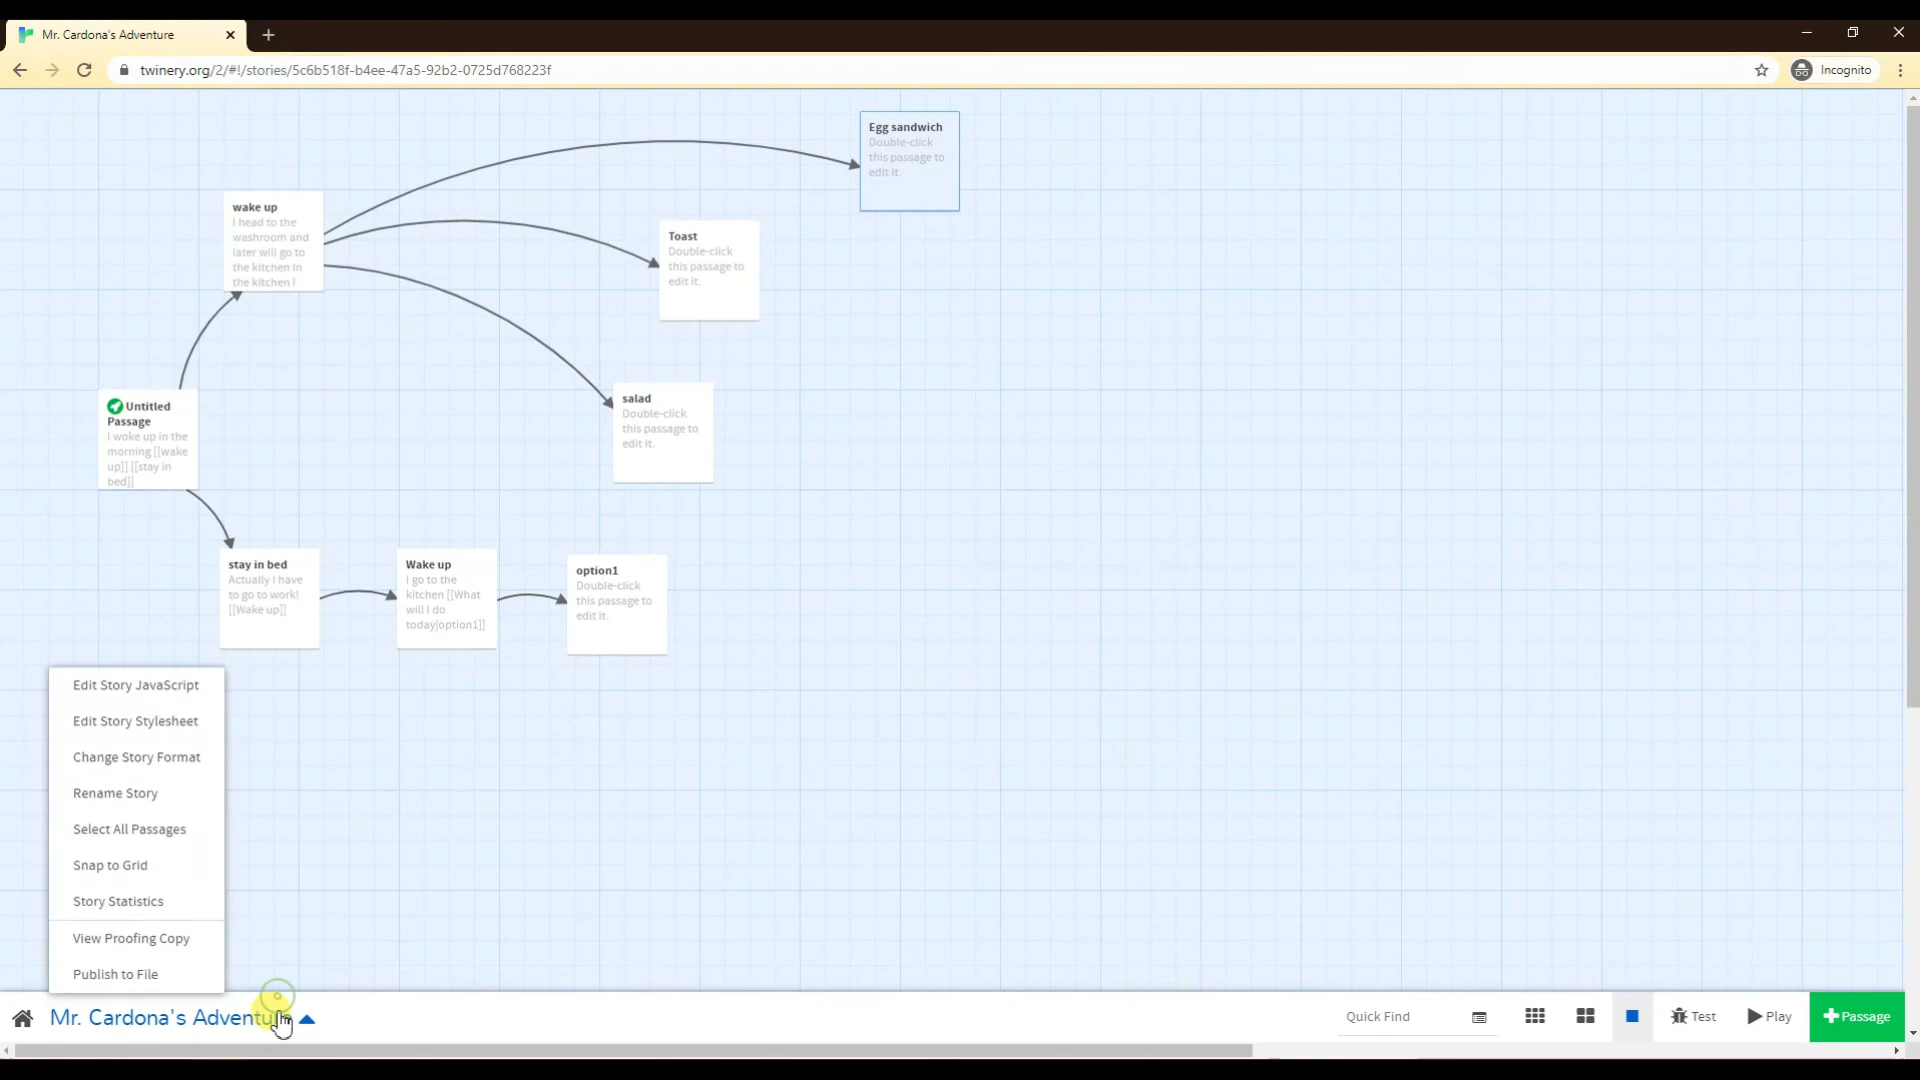 Mr. Cardona's Adventure
twinery.org/2/#!/stories/5c6b518f-b4ee-47a5-92b2-0725d768223f
Incognito
Egg sandwich
Double-click
this passage to
edit it.
wake up
I head to the
washroom and
later will go to
the kitchen In
the kitchen I
Toast
Double-click
this passage to
edit it.
salad
Double-click
this passage to
edit it.
Untitled
Passage
I woke up in the
morning [[wake
up]] [[stay in
bed]]
stay in bed
Actually I have
to go to work!
[[Wake up]]
Wake up
I go to the
kitchen [[What
will I do
today|option1]]
option1
Double-click
this passage to
edit it.
Edit Story JavaScript
Edit Story Stylesheet
Change Story Format
Rename Story
Select All Passages
Snap to Grid
Story Statistics
View Proofing Copy
Publish to File
Mr. Cardona's Adventure
Quick Find
Test
Play
Passage